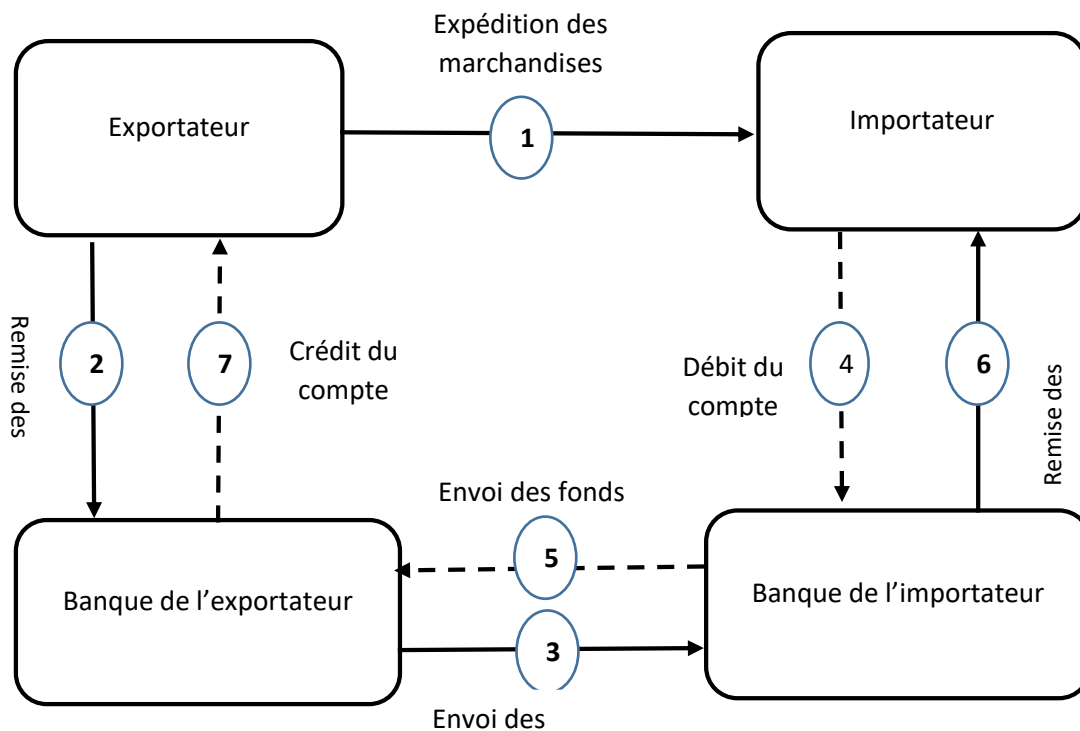 Expédition des
marchandises
Exportateur
1
Importateur
Remise des
2
7
Crédit du
compte
Débit du
compte
4
6
Remise des
Envoi des fonds
5
Banque de l’exportateur
Banque de l’importateur
3
Envoi des